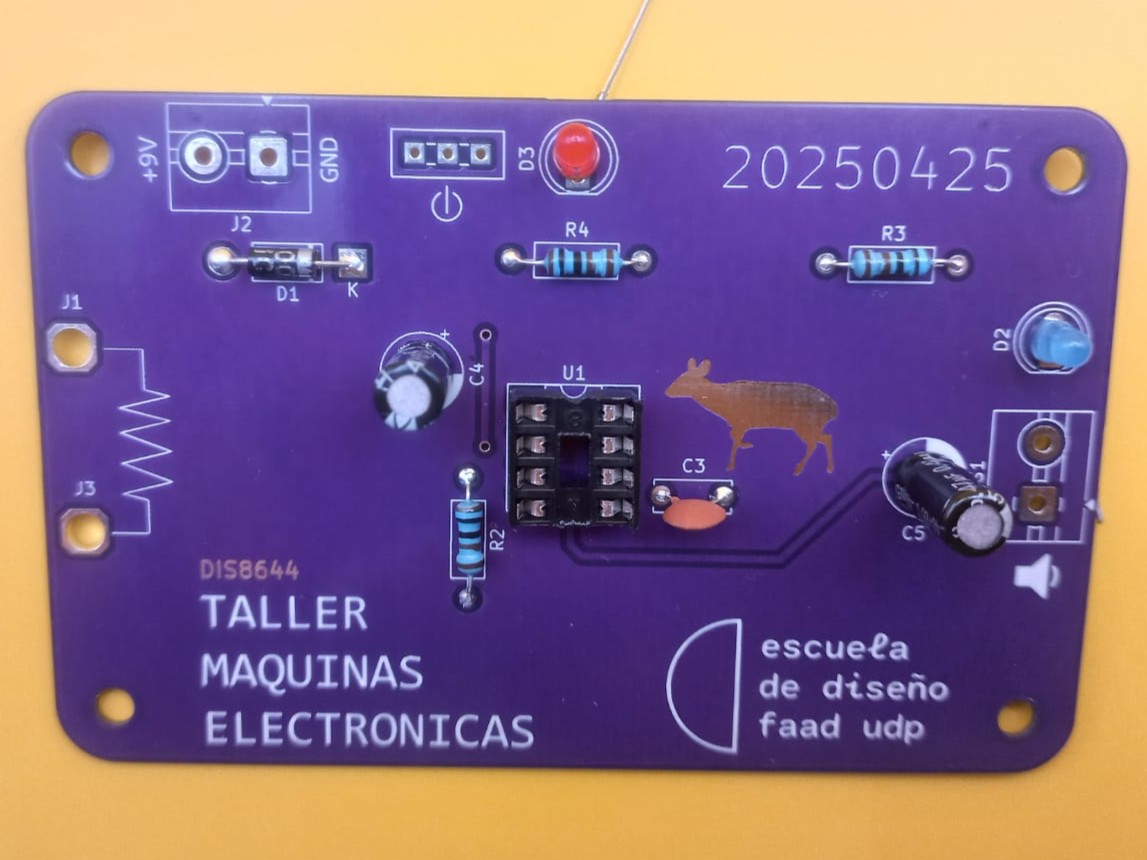 +9V
GND
J2
D3
20250425
R4
R3
D1
K
J1
D2
C4
U1
C3
J3
C5
R2
DIS8644
TALLER
MAQUINAS
ELECTRONICAS
escuela
de diseño
faad udp